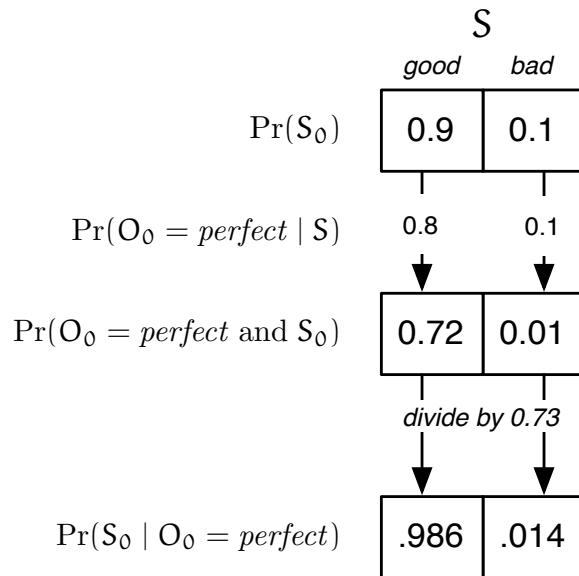 S
good bad
Pr(S₀) 0.9 0.1
Pr(O₀ = perfect | S) 0.8 0.1
Pr(O₀ = perfect and S₀) 0.72 0.01
divide by 0.73
Pr(S₀ | O₀ = perfect) .986 .014